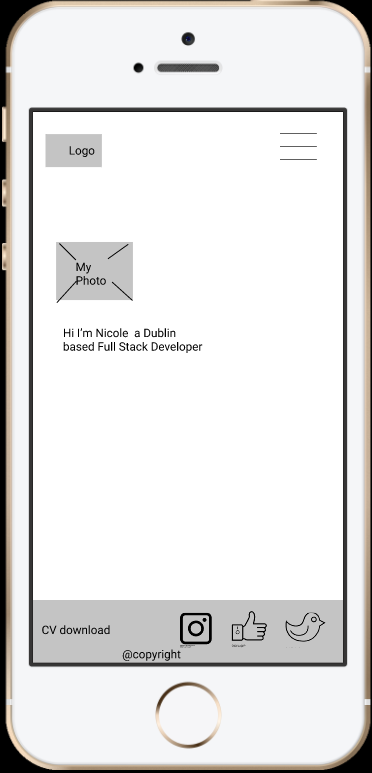 Logo
My
Photo
Hi I'm Nicole a Dublin
based Full Stack Developer
CV download
@copyright